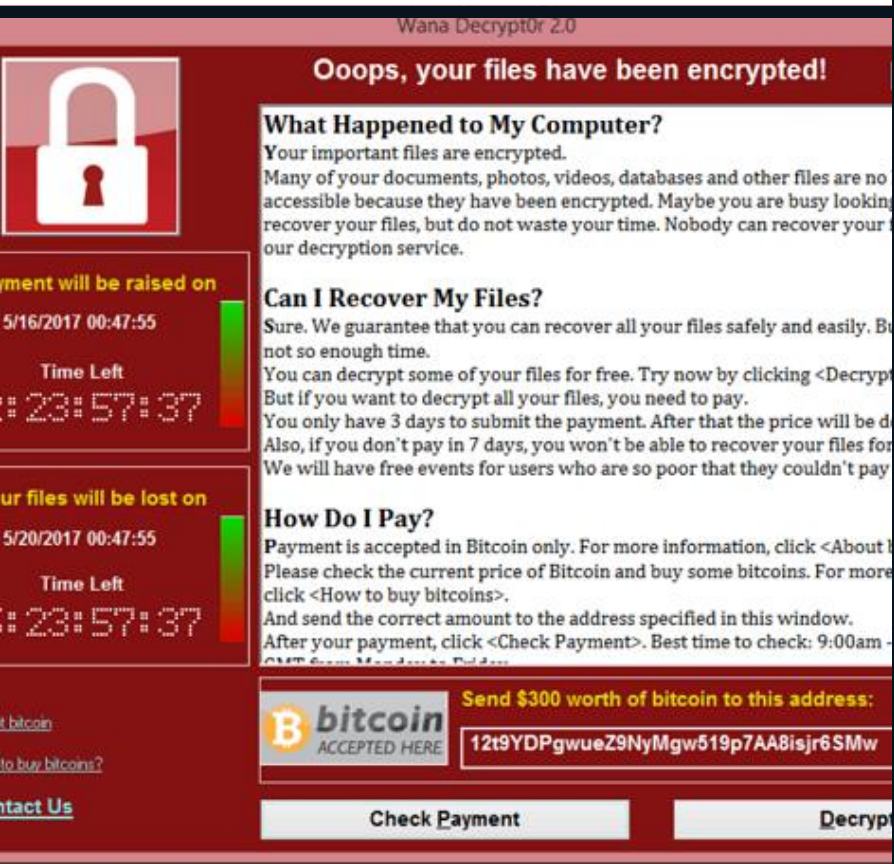 Wana Decrypt0r 2.0
Ooops, your files have been encrypted!
What Happened to My Computer?
Your important files are encrypted.
Many of your documents, photos, videos, databases and other files are no
accessible because they have been encrypted. Maybe you are busy looking
recover your files, but do not waste your time. Nobody can recover your
our decryption service.
Can I Recover My Files?
Sure. We guarantee that you can recover all your files safely and easily.
not so enough time.
You can decrypt some of your files for free. Try now by clicking <Decrypt
But if you want to decrypt all your files, you need to pay.
You only have 3 days to submit the payment. After that the price will be
Also, if you don't pay in 7 days, you won't be able to recover your files for
We will have free events for users who are so poor that they couldn't pay
How Do I Pay?
Payment is accepted in Bitcoin only. For more information, click <About
Please check the current price of Bitcoin and buy some bitcoins. For more
click <How to buy bitcoins>.
And send the correct amount to the address specified in this window.
After your payment, click <Check Payment>. Best time to check: 9:00am -
GMT from Monday to Friday
yment will be raised on
5/16/2017 00:47:55
Time Left
:23:57:37
ur files will be lost on
5/20/2017 00:47:55
Time Left
:23:57:37
t bitcoin
to buy bitcoins?
ntact Us
bitcoin
ACCEPTED HERE
Send $300 worth of bitcoin to this address:
12t9YDPgwueZ9NyMgw519p7AA8isjr6SMw
Check Payment
Decrypt